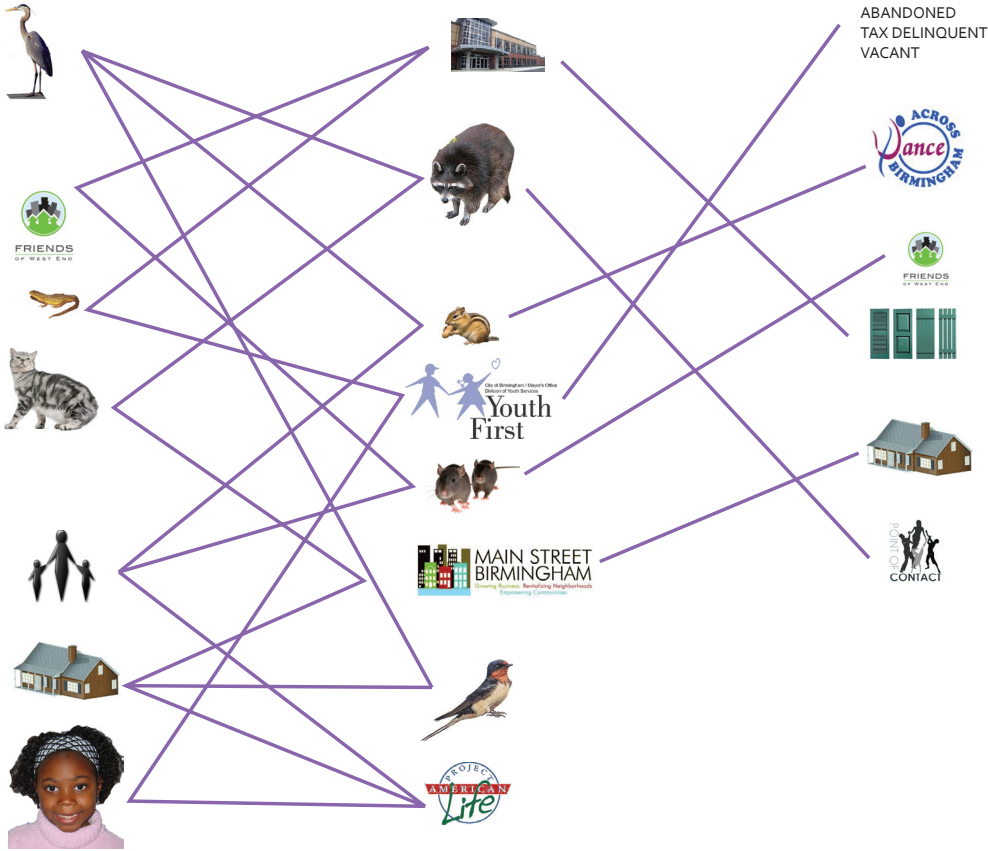 ABANDONED
TAX DELINQUENT
VACANT
ACROSS
Dance
BIRMINGHAM
FRIENDS
OF WEST END
FRIENDS
OF WEST END
City of Birmingham / Mayor's Office
Division of Youth Services
Youth
First
MAIN STREET
BIRMINGHAM
Growing Business Revitalizing Neighborhoods
Empowering Communities
POINT OF
CONTACT
PROJECT
AMERICAN
Life